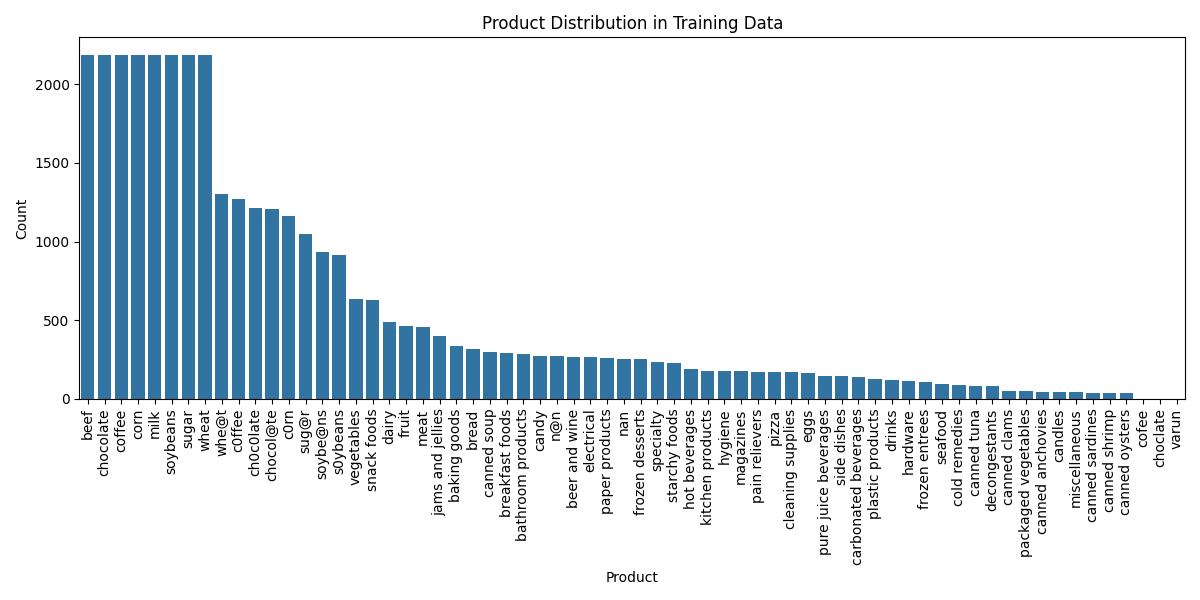 Product Distribution in Training Data
Count
2000
1500
1000
500
0
beef
chocolate
coffee
corn
milk
soybeans
sugar
wheat
whe@t
c0ffee
ch0c0late
chocol@te
c0rn
sug@r
soybe@ns
s0ybeans
vegetables
snack foods
dairy
fruit
meat
jams and jellies
baking goods
bread
canned soup
breakfast foods
bathroom products
candy
n@n
beer and wine
electrical
paper products
nan
frozen desserts
specialty
starchy foods
hot beverages
kitchen products
hygiene
magazines
pain relievers
pizza
cleaning supplies
eggs
pure juice beverages
side dishes
carbonated beverages
plastic products
drinks
hardware
frozen entrees
seafood
cold remedies
canned tuna
decongestants
canned clams
packaged vegetables
canned anchovies
candles
miscellaneous
canned sardines
canned shrimp
canned oysters
cofee
choclate
varun
Product